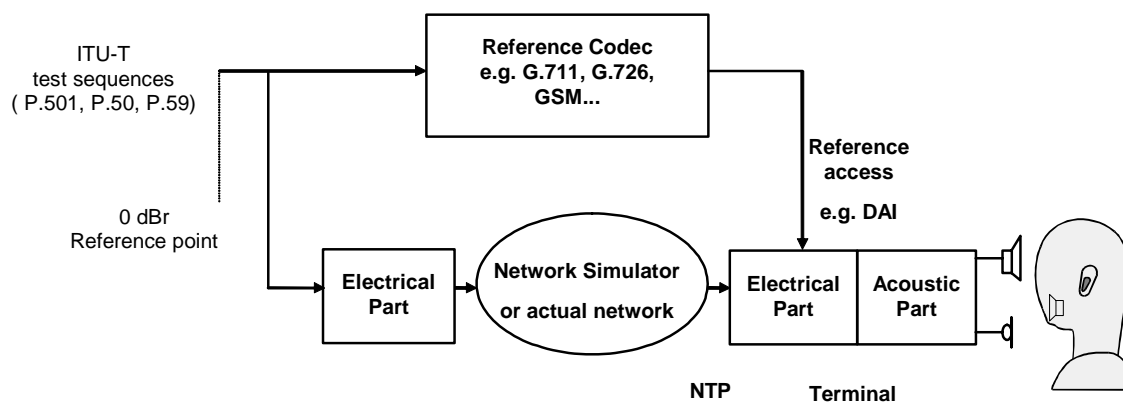 ITU-T
test sequences
( P.501, P.50, P.59)
Reference Codec
e.g. G.711, G.726,
GSM...
Reference
access
e.g. DAI
0 dBr
Reference point
Electrical
Part
Network Simulator
or actual network
Electrical
Part
Acoustic
Part
NTP
Terminal